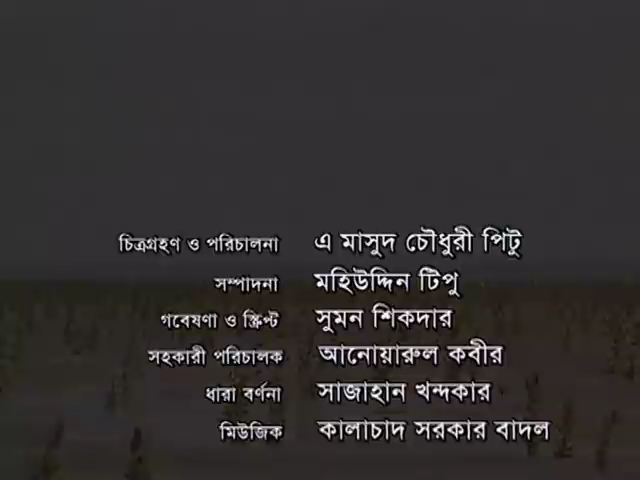 চিত্রগ্রহণ ও পরিচালনা এ মাসুদ চৌধুরী পিটু
সম্পাদনা মহিউদ্দিন টিপু
গবেষণা ও স্ক্রিপ্ট সুমন শিকদার
সহকারী পরিচালক আনোয়ারুল কবীর
ধারা বর্ণনা সাজাহান খন্দকার
মিউজিক কালাচাদ সরকার বাদল